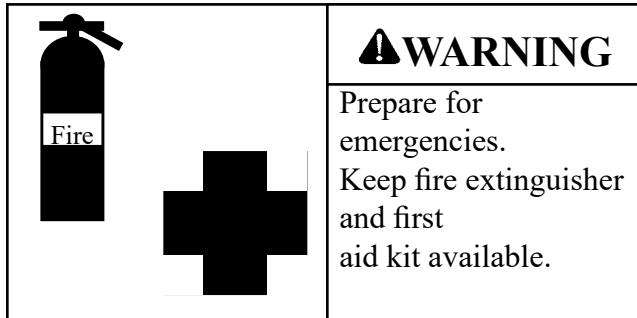 Fire
WARNING
Prepare for
emergencies.
Keep fire extinguisher
and first
aid kit available.